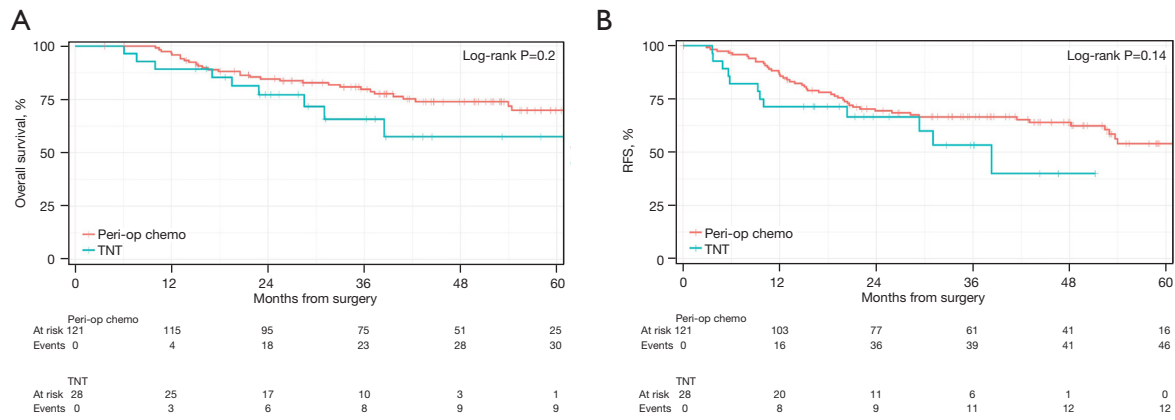 A
100
75
50
25
0
Overall survival, %
Log-rank P=0.2
Peri-op chemo
TNT
0 12 24 36 48 60
Months from surgery
Peri-op chemo
At risk 121 115 95 75 51 25
Events 0 4 18 23 28 30
TNT
At risk 28 25 17 10 3 1
Events 0 3 6 8 9 9
B
100
75
50
25
0
RFS, %
Log-rank P=0.14
Peri-op chemo
TNT
0 12 24 36 48 60
Months from surgery
Peri-op chemo
At risk 121 103 77 61 41 16
Events 0 16 36 39 41 46
TNT
At risk 28 20 11 6 1 0
Events 0 8 9 11 12 12